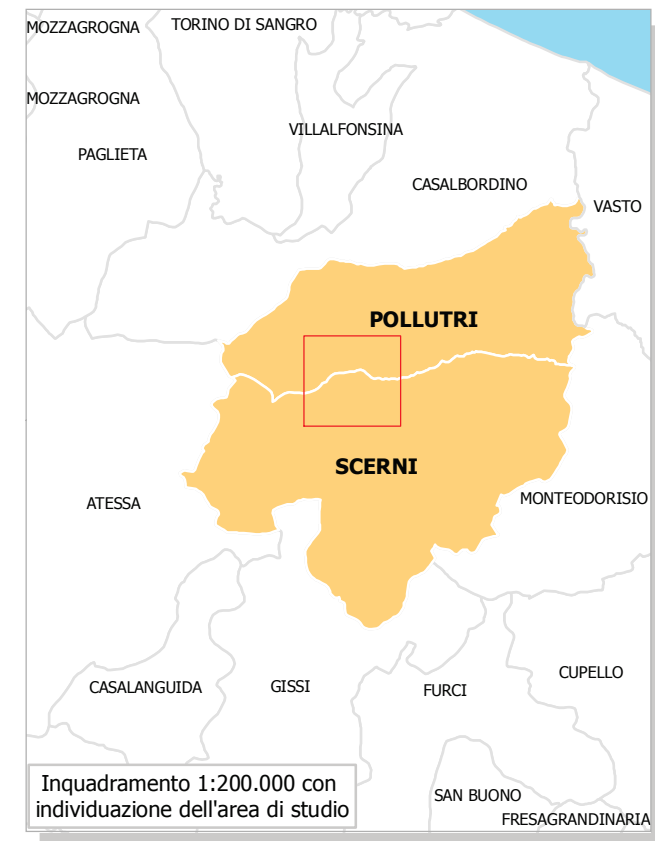 MOZZAGROGNA
TORINO DI SANGRO
MOZZAGROGNA
VILLALFONSINA
PAGLIETA
CASALBORDINO
VASTO
POLLUTRI
SCERNI
ATESSA
MONTEODORISIO
CUPELLO
CASALANGUIDA
GISSI
FURCI
Inquadramento 1:200.000 con
individuazione dell'area di studio
SAN BUONO
FRESAGRANDINARIA